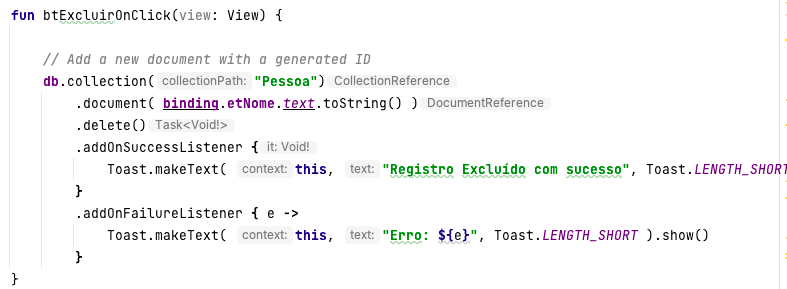 fun btExcluirOnClick(view: View) {
// Add a new document with a generated ID
db.collection( collectionPath: "Pessoa") CollectionReference
.document( binding.etNome.text.toString() ) DocumentReference
.delete() Task<Void!>
.addOnSuccessListener { it: Void!
Toast.makeText( context: this, text: "Registro Excluído com sucesso", Toast.LENGTH_SHORT
}
.addOnFailureListener { e ->
Toast.makeText( context: this, text: "Erro: ${e}", Toast.LENGTH_SHORT ).show()
}
}